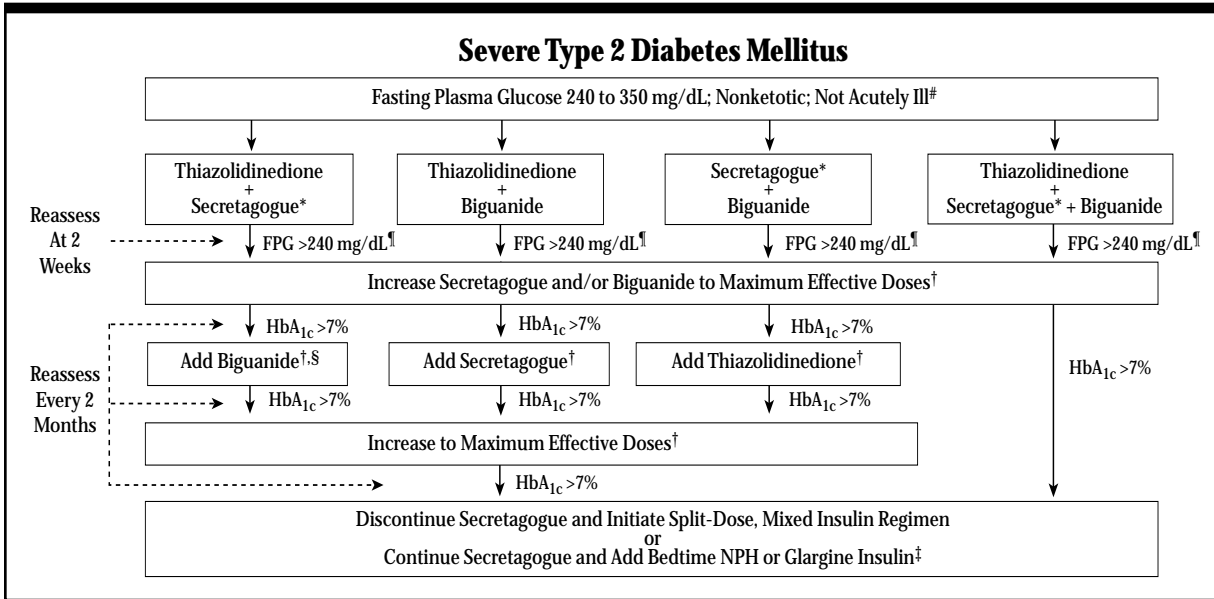 Severe Type 2 Diabetes Mellitus
Fasting Plasma Glucose 240 to 350 mg/dL; Nonketotic; Not Acutely Ill#
Thiazolidinedione
+
Secretagogue*
Thiazolidinedione
+
Biguanide
Secretagogue*
+
Biguanide
Thiazolidinedione
+
Secretagogue* + Biguanide
Reassess
At 2
Weeks
FPG >240 mg/dL¶
FPG >240 mg/dL¶
FPG >240 mg/dL¶
FPG >240 mg/dL¶
Increase Secretagogue and/or Biguanide to Maximum Effective Doses†
HbA1c >7%
HbA1c >7%
HbA1c >7%
HbA1c >7%
Reassess
Every 2
Months
Add Biguanide†,§
Add Secretagogue†
Add Thiazolidinedione†
HbA1c >7%
HbA1c >7%
HbA1c >7%
Increase to Maximum Effective Doses†
HbA1c >7%
Discontinue Secretagogue and Initiate Split-Dose, Mixed Insulin Regimen
or
Continue Secretagogue and Add Bedtime NPH or Glargine Insulin‡